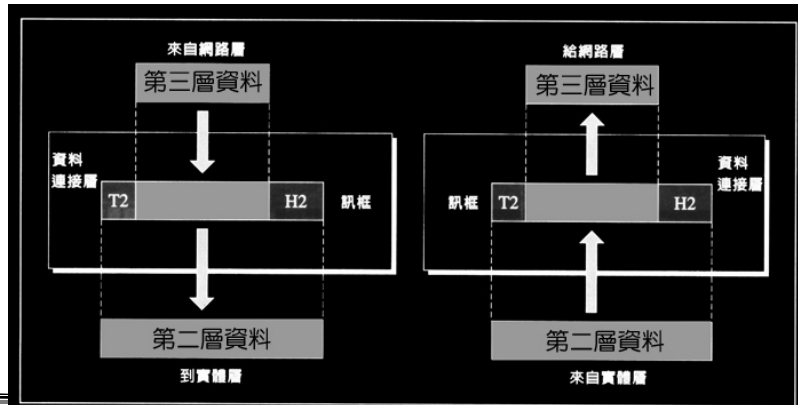 來自網路層
第三層資料
資料
連接層
T2
H2
訊框
第二層資料
到實體層
給網路層
第三層資料
資料
連接層
訊框
T2
H2
第二層資料
來自實體層